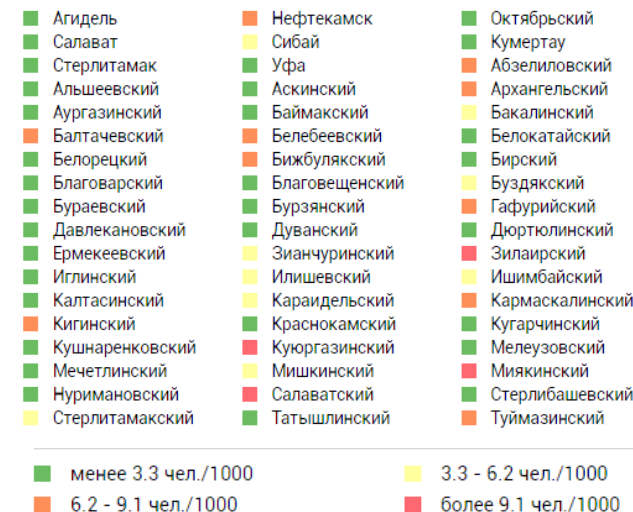 Агидель Нефтекамск Октябрьский
Салават Сибай Кумертау
Стерлитамак Уфа Абзелиловский
Альшеевский Аскинский Архангельский
Аургазинский Баймакский Бакалинский
Балтачевский Белебеевский Белокатайский
Белорецкий Бижбулякский Бирский
Благоварский Благовещенский Буздякский
Бураевский Бурзянский Гафурийский
Давлекановский Дуванский Дюртюлинский
Ермекеевский Зианчуринский Зилаирский
Иглинский Илишевский Ишимбайский
Калтасинский Караидельский Кармаскалинский
Кигинский Краснокамский Кугарчинский
Кушнаренковский Куюргазинский Мелеузовский
Мечетлинский Мишкинский Миякинский
Нуримановский Салаватский Стерлибашевский
Стерлитамакский Татышлинский Туймазинский
менее 3.3 чел./1000 3.3 - 6.2 чел./1000
6.2 - 9.1 чел./1000 более 9.1 чел./1000